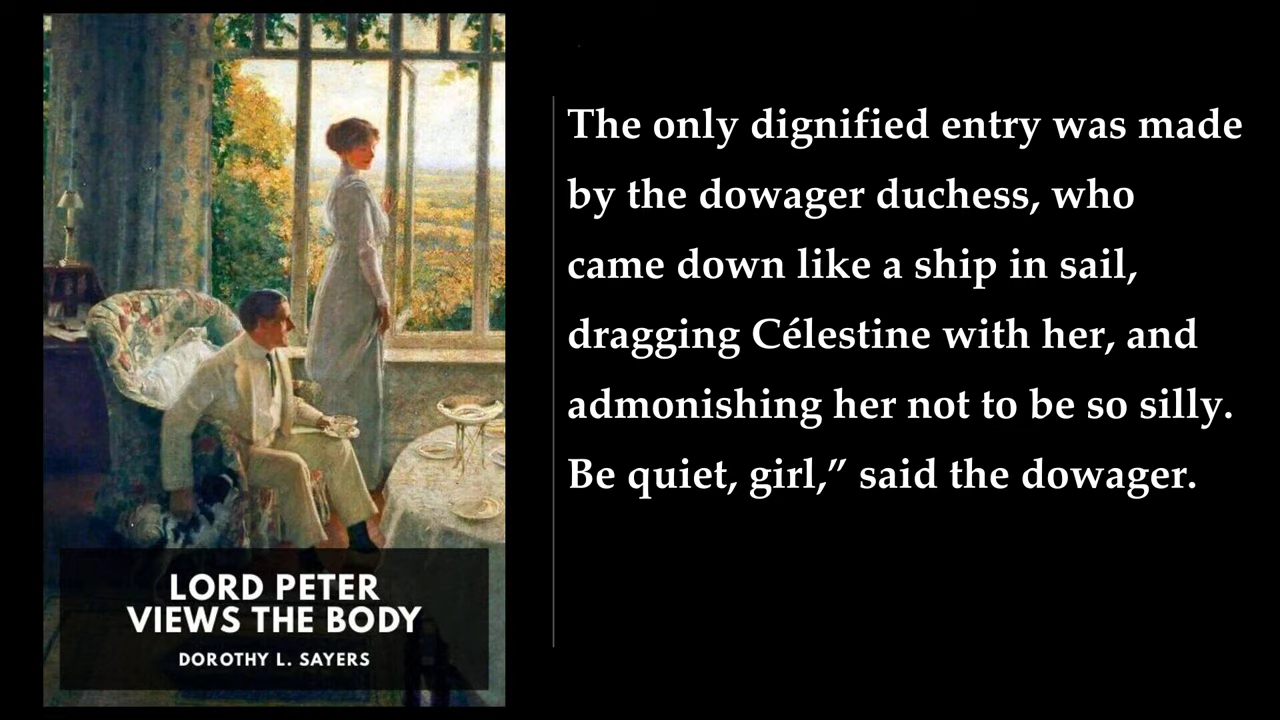 The only dignified entry was made
by the dowager duchess, who
came down like a ship in sail,
dragging Célestine with her, and
admonishing her not to be so silly.
Be quiet, girl,” said the dowager.
LORD PETER
VIEWS THE BODY
DOROTHY L. SAYERS